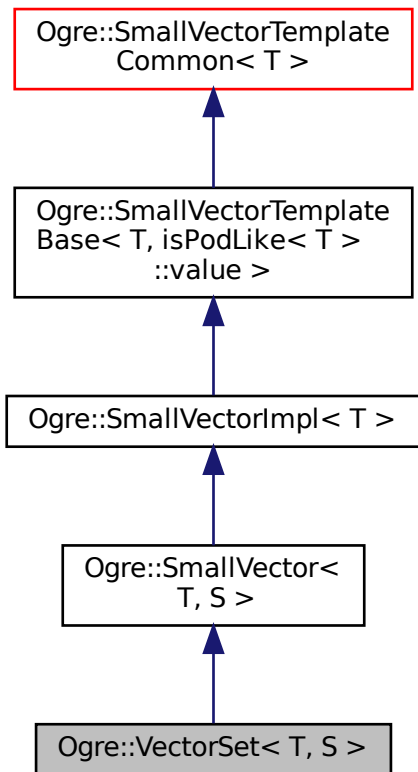 Ogre::SmallVectorTemplate
Common< T >
Ogre::SmallVectorTemplate
Base< T, isPodLike< T >
::value >
Ogre::SmallVectorImpl< T >
Ogre::SmallVector<
T, S >
Ogre::VectorSet< T, S >